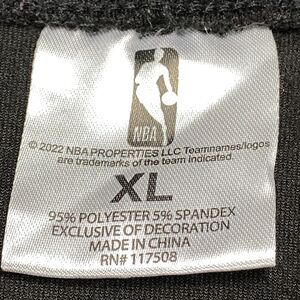 NBA
© 2022 NBA PROPERTIES LLC Teamnames/logos
are trademarks of the team indicated.
XL
95% POLYESTER 5% SPANDEX
EXCLUSIVE OF DECORATION
MADE IN CHINA
RN# 117508